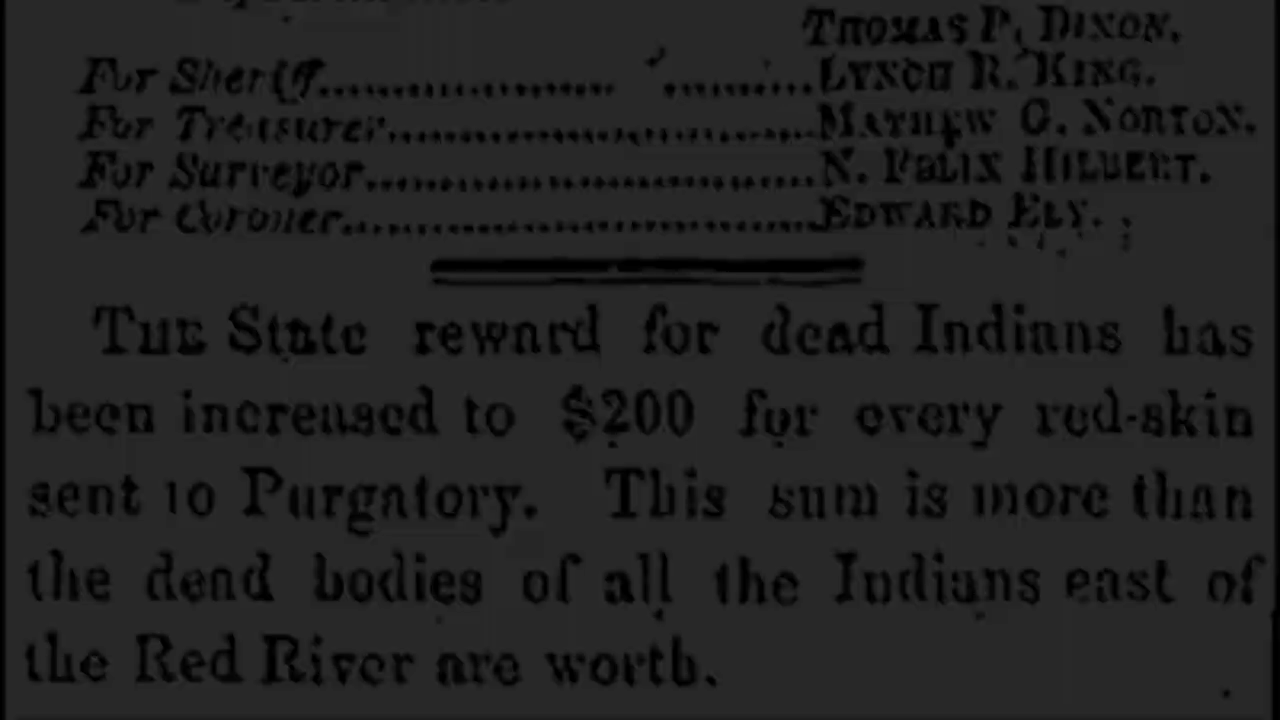 THOMAS P. DIXON.
For Sheriff....................LYNCH R. KING.
For Treasurer....................MATHEW G. NORTON.
For Surveyor....................N. FELIX HILBERT.
For Coroner....................EDWARD ELY.
THE State reward for dead Indians has
been increased to $200 for every red-skin
sent to Purgatory. This sum is more than
the dead bodies of all the Indians east of
the Red River are worth.